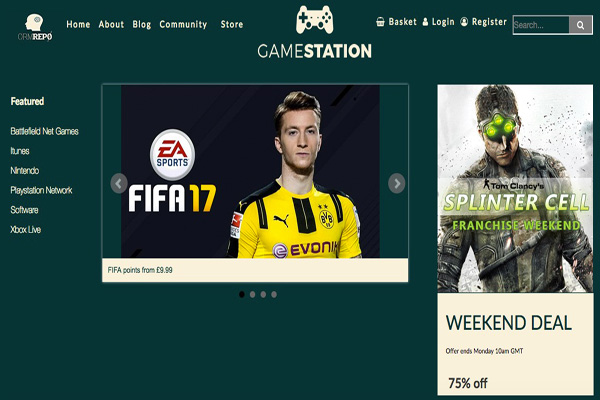 ORMREPO
Home About Blog Community Store
GAMESTATION
Basket Login Register
Search...
Featured
Battlefield Net Games
Itunes
Nintendo
Playstation Network
Software
Xbox Live
EA
SPORTS
FIFA 17
EVONIK
FIFA points from £9.99
Tom Clancy's
SPLINTER CELL
FRANCHISE WEEKEND
WEEKEND DEAL
Offer ends Monday 10am GMT
75% off